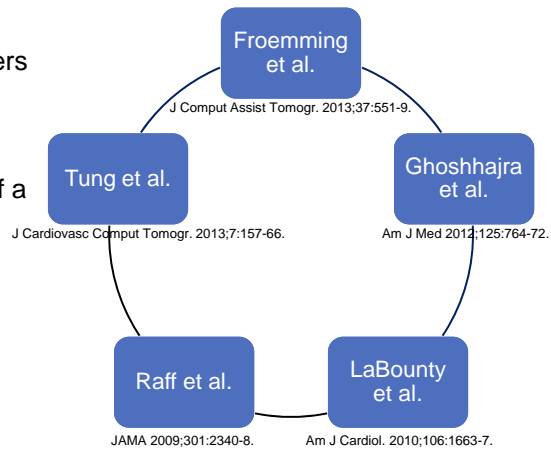 ers
f a
Froemming
et al.
J Comput Assist Tomogr. 2013;37:551-9.
Tung et al.
J Cardiovasc Comput Tomogr. 2013;7:157-66.
Ghoshhajra
et al.
Am J Med 2012;125:764-72.
Raff et al.
JAMA 2009;301:2340-8.
LaBounty
et al.
Am J Cardiol. 2010;106:1663-7.